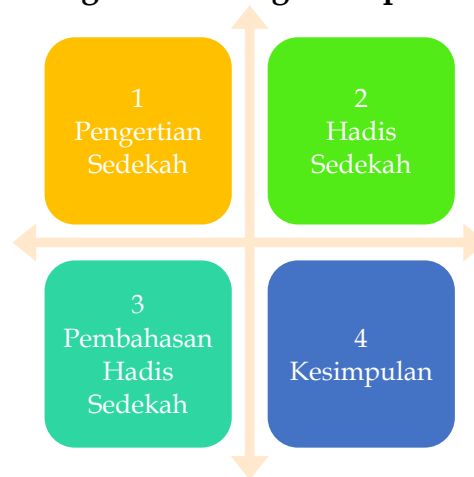 1
Pengertian
Sedekah
2
Hadis
Sedekah
3
Pembahasan
Hadis
Sedekah
4
Kesimpulan